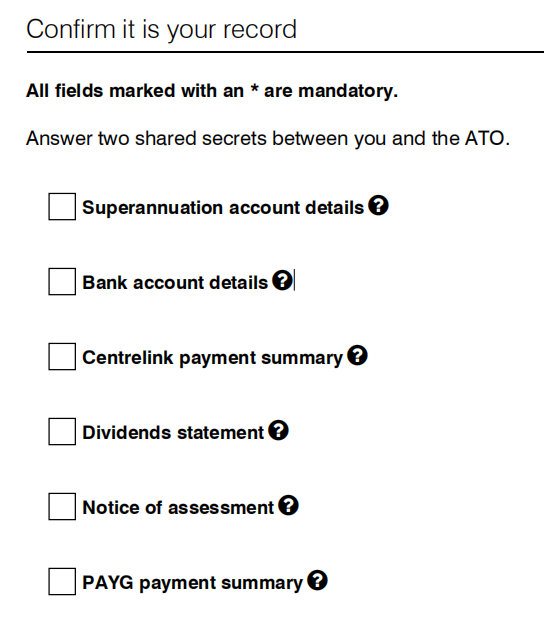 Confirm it is your record
All fields marked with an * are mandatory.
Answer two shared secrets between you and the ATO.
Superannuation account details ?
Bank account details ?
Centrelink payment summary ?
Dividends statement ?
Notice of assessment ?
PAYG payment summary ?